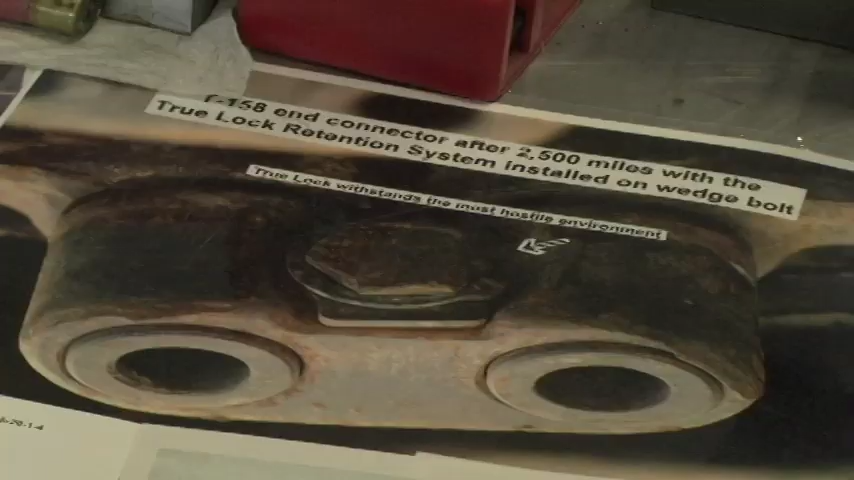 T-158 end connector after 2,500 miles with the
True Lock Retention System installed on wedge bolt
True Lock withstands the most hostile environment